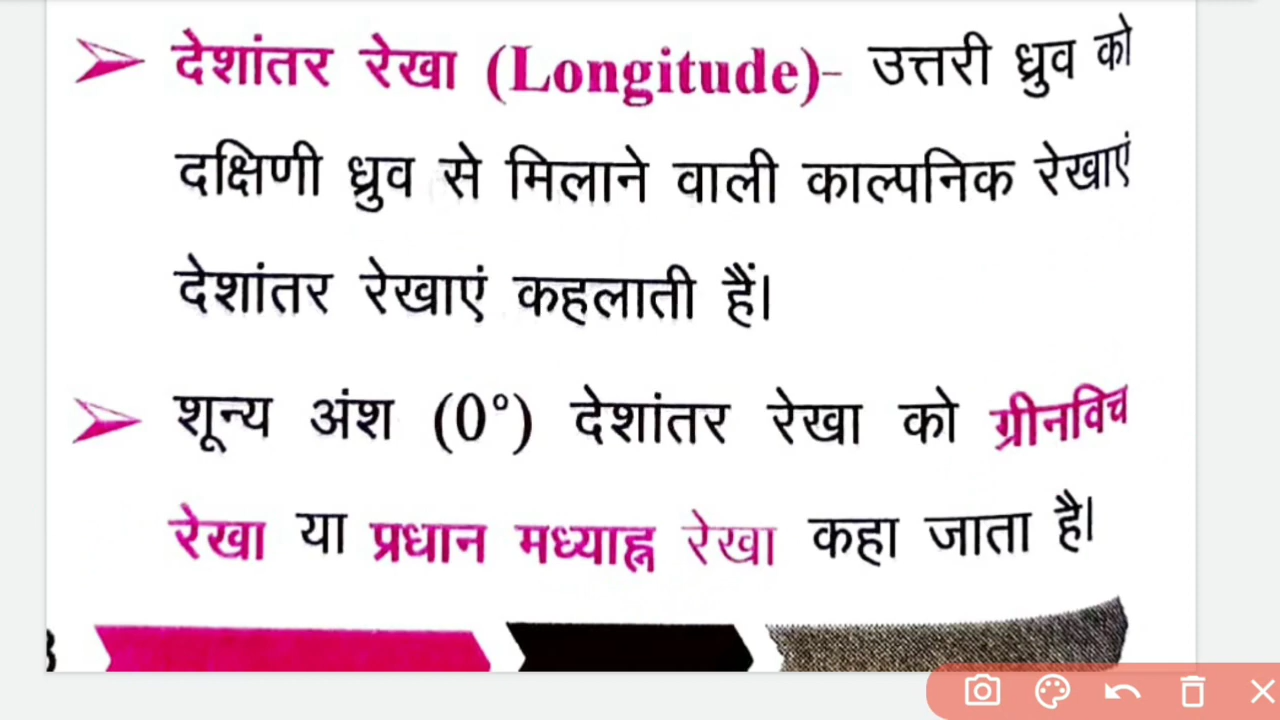 ➢ देशांतर रेखा (Longitude)- उत्तरी ध्रुव को
दक्षिणी ध्रुव से मिलाने वाली काल्पनिक रेखाएं
देशांतर रेखाएं कहलाती हैं।
➢ शून्य अंश (0°) देशांतर रेखा को ग्रीनविच
रेखा या प्रधान मध्याह्न रेखा कहा जाता है।